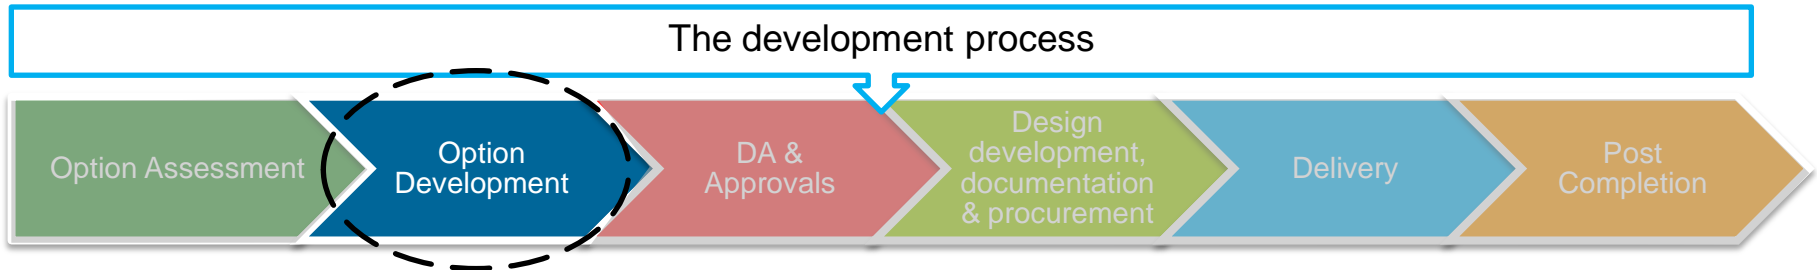 The development process
Option Assessment
Option
Development
DA &
Approvals
Design
development,
documentation
& procurement
Delivery
Post
Completion